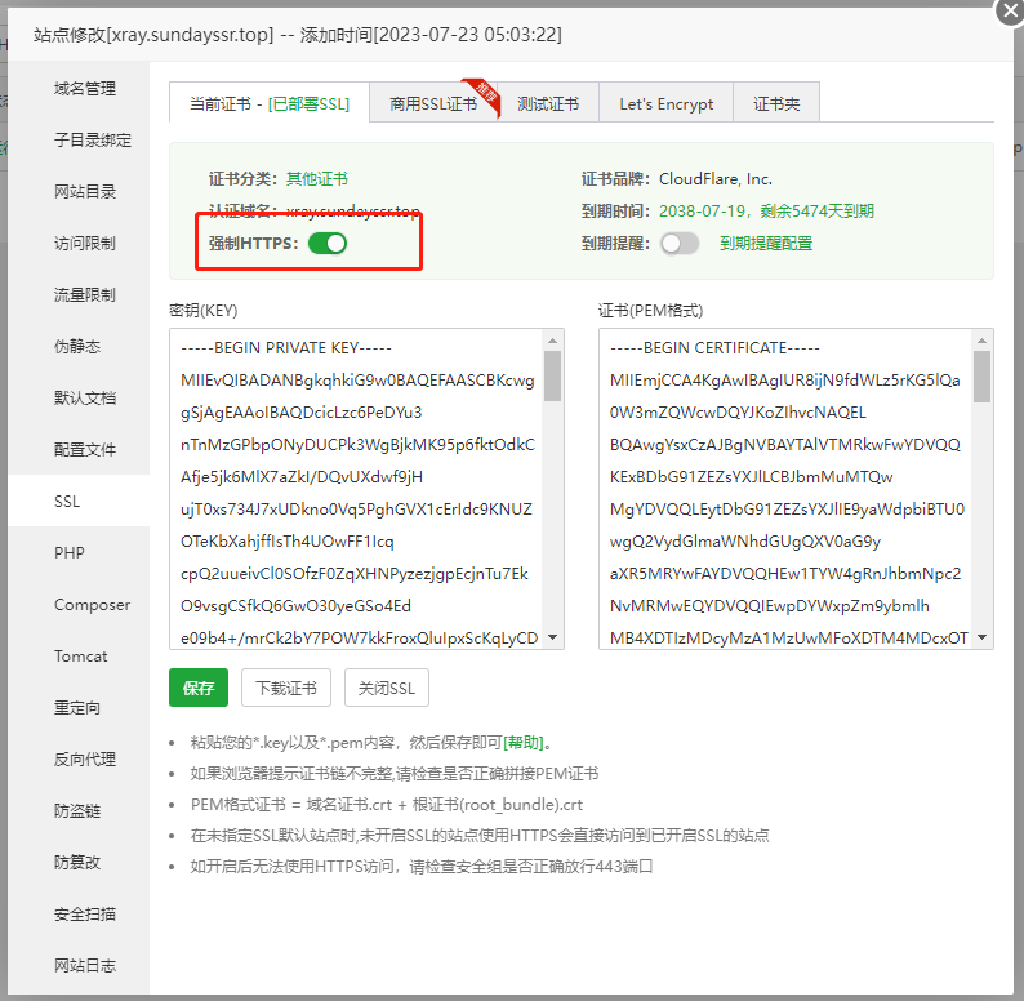 站点修改[xray.sundayssr.top] -- 添加时间[2023-07-23 05:03:22]
域名管理
子目录绑定
网站目录
访问限制
流量限制
伪静态
默认文档
配置文件
SSL
PHP
Composer
Tomcat
重定向
反向代理
防盗链
防篡改
安全扫描
网站日志
当前证书 - [已部署SSL]
商用SSL证书
推荐
测试证书
Let's Encrypt
证书夹
证书分类： 其他证书
证书品牌： CloudFlare, Inc.
认证域名： xray.sundayssr.top
到期时间： 2038-07-19，剩余5474天到期
强制HTTPS：
到期提醒： 到期提醒配置
密钥(KEY)
-----BEGIN PRIVATE KEY-----
MIIEvQIBADANBgkqhkiG9w0BAQEFAASCBKcwg
gSjAgEAAoIBAQDcicLzc6PeDYu3
nTnMzGPbpONyDUCPk3WgBjkMK95p6fktOdkC
Afje5jk6MlX7aZkI/DQvUXdwf9jH
ujT0xs734J7xUDkno0Vq5PghGVX1cErIdc9KNUZ
OTeKbXahjffIsTh4UOwFF1Icq
cpQ2uueivCl0SOfzF0ZqXHNPyzezjgpEcjnTu7Ek
O9vsgCSfkQ6GwO30yeGSo4Ed
e09b4+/mrCk2bY7POW7kkFroxQluIpxScKqLyCD
证书(PEM格式)
-----BEGIN CERTIFICATE-----
MIIEmjCCA4KgAwIBAgIUR8ijN9fdWLz5rKG5lQa
0W3mZQWcwDQYJKoZIhvcNAQEL
BQAwgYsxCzAJBgNVBAYTAlVTMRkwFwYDVQQ
KExBDbG91ZEZsYXJlLCBJbmMuMTQw
MgYDVQQLEytDbG91ZEZsYXJlIE9yaWdpbiBTU0
wgQ2VydGlmaWNhdGUgQXV0aG9y
aXR5MRYwFAYDVQQHEw1TYW4gRnJhbmNpc2
NvMRMwEQYDVQQIEwpDYWxpZm9ybmlh
MB4XDTIzMDcyMzA1MzUwMFoXDTM4MDcxOT
保存
下载证书
关闭SSL
粘贴您的*.key以及*.pem内容，然后保存即可[帮助]。
如果浏览器提示证书链不完整,请检查是否正确拼接PEM证书
PEM格式证书 = 域名证书.crt + 根证书(root_bundle).crt
在未指定SSL默认站点时,未开启SSL的站点使用HTTPS会直接访问到已开启SSL的站点
如开启后无法使用HTTPS访问，请检查安全组是否正确放行443端口